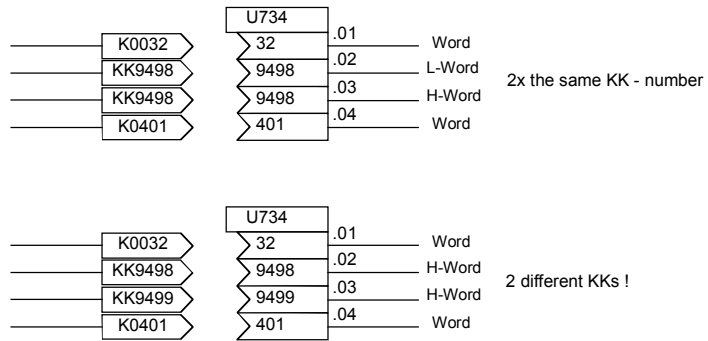 U734
K0032 32 .01 Word
KK9498 9498 .02 L-Word
KK9498 9498 .03 H-Word
K0401 401 .04 Word
2x the same KK - number
U734
K0032 32 .01 Word
KK9498 9498 .02 H-Word
KK9499 9499 .03 H-Word
K0401 401 .04 Word
2 different KKs !